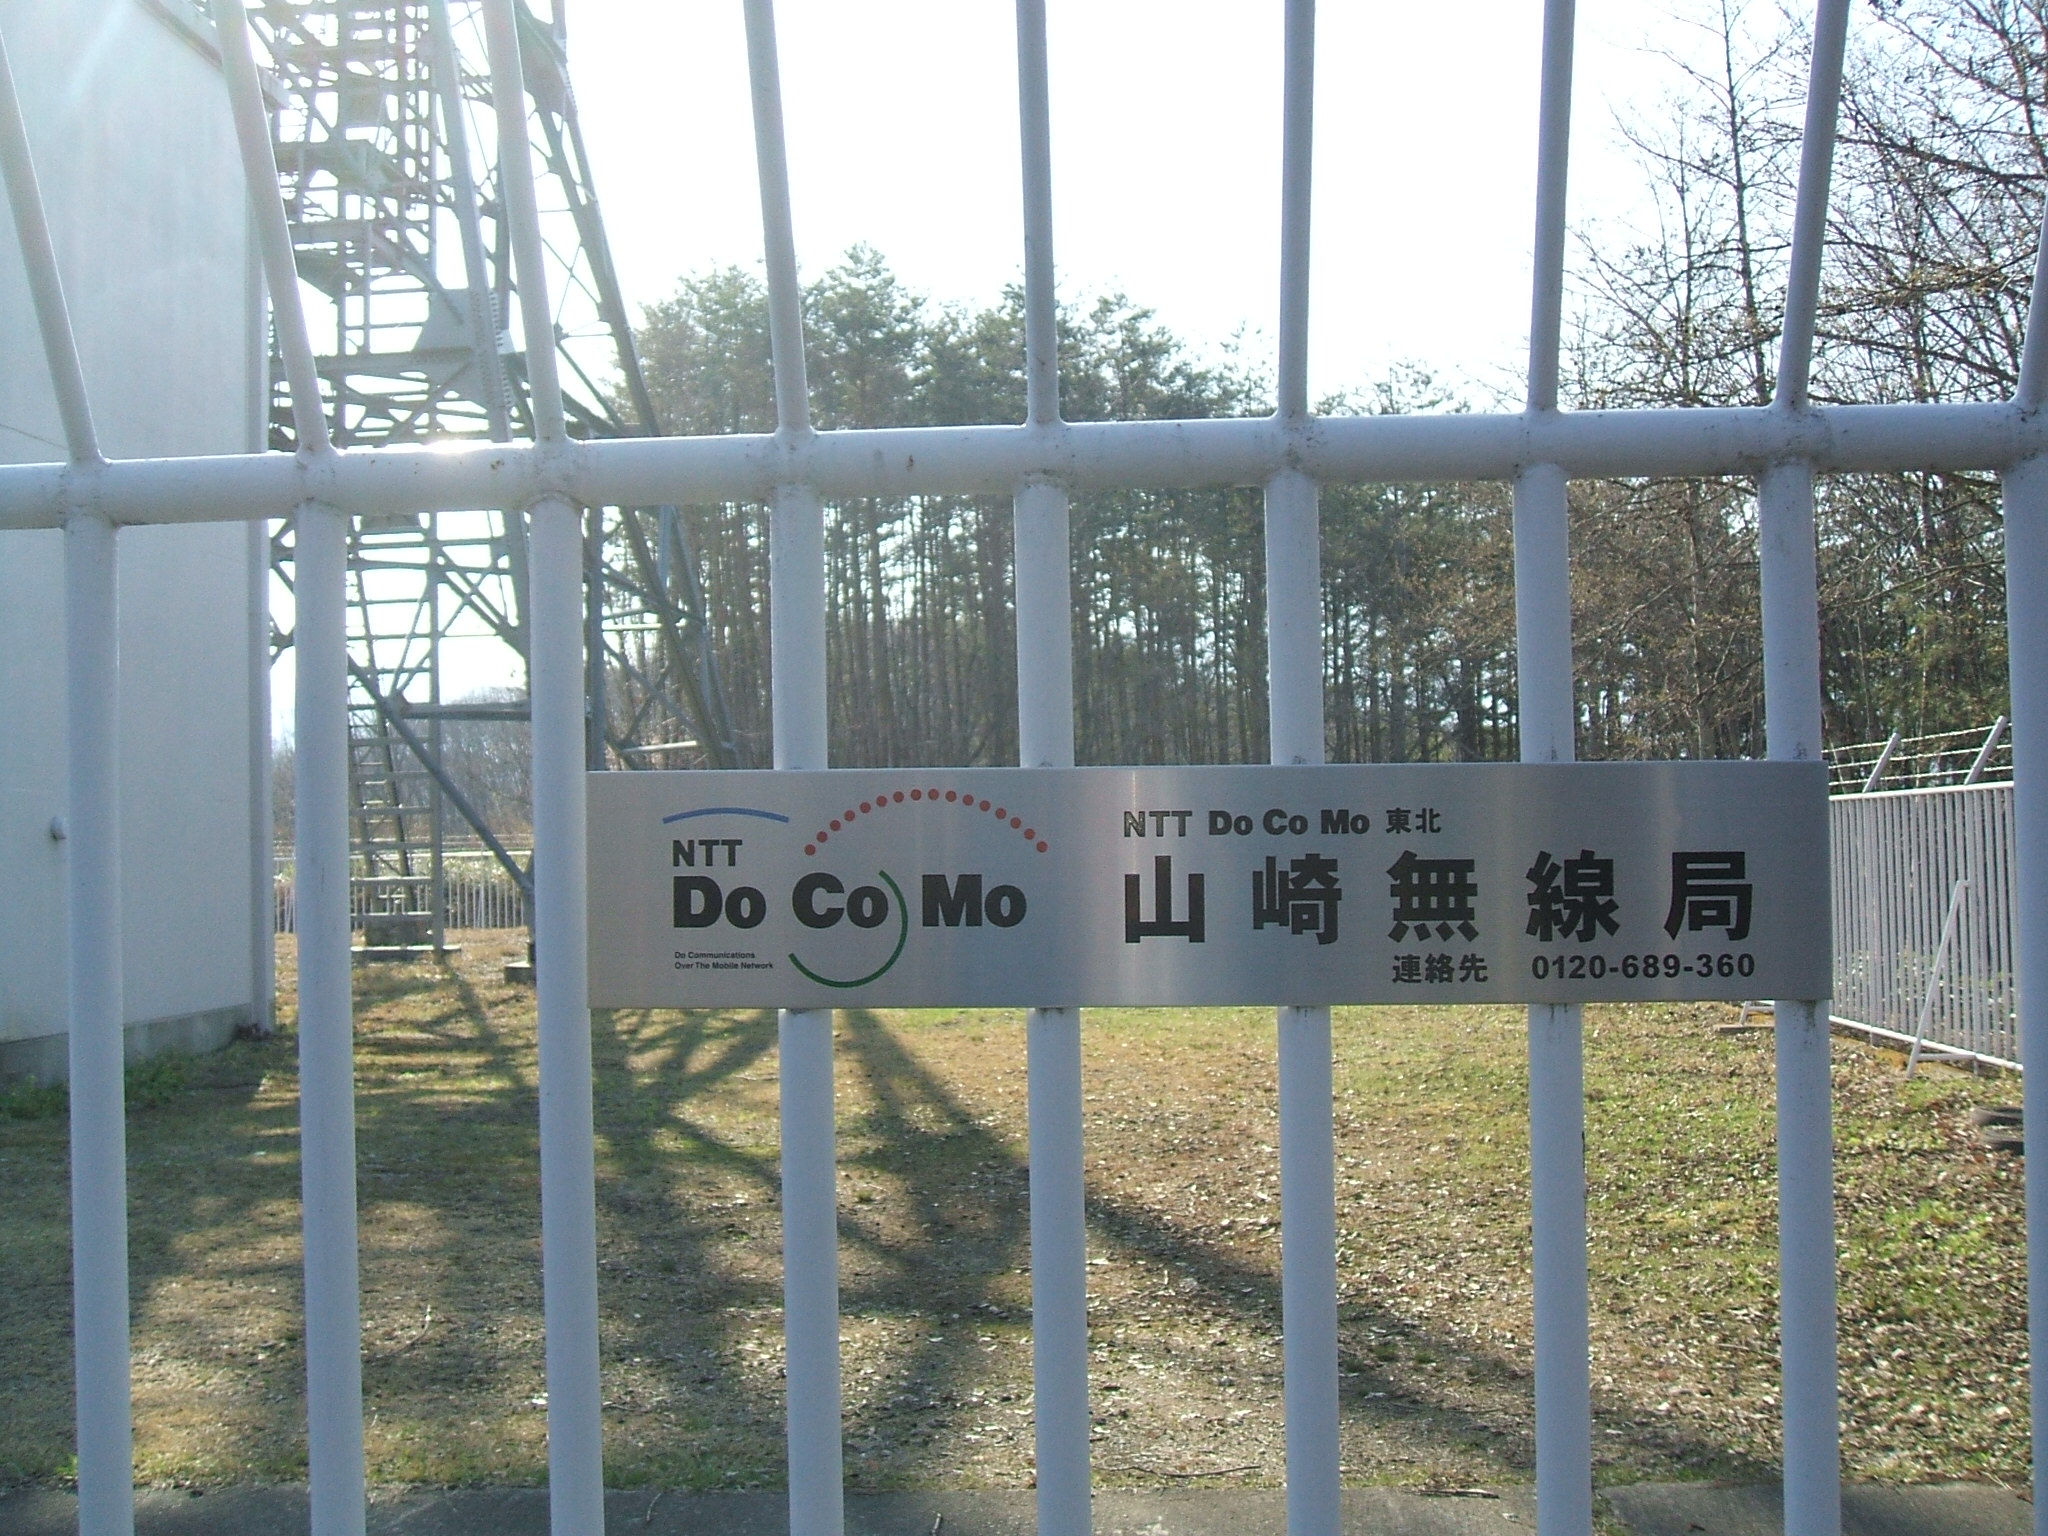 NTT
Do Co Mo
Do Communications
Over The Mobile Network
NTT Do Co Mo 東北
山崎無線局
連絡先 0120-689-360